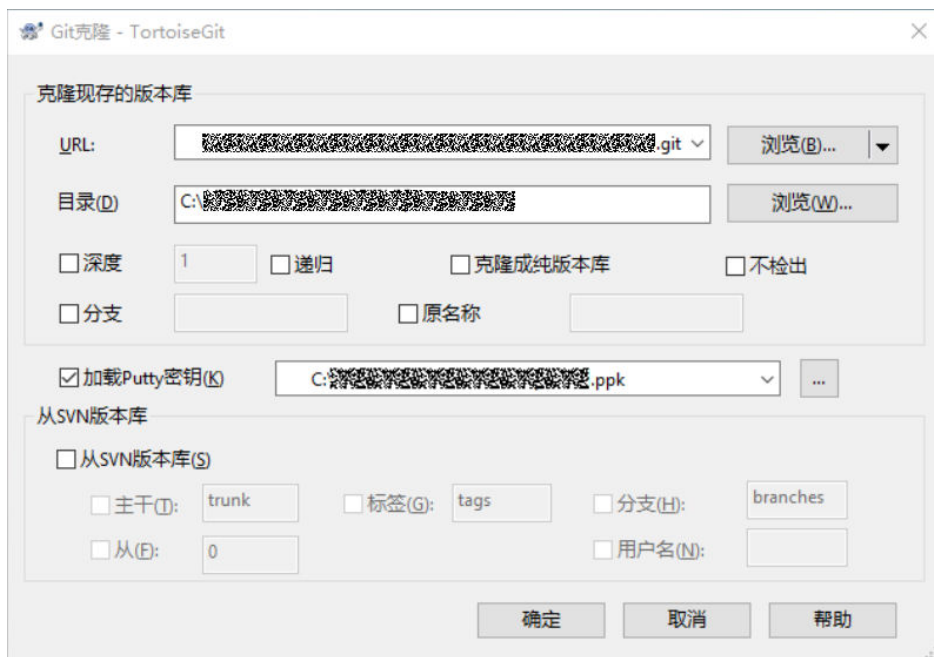 Git克隆 - TortoiseGit
克隆现存的版本库
URL: .git 浏览(B)...
目录(D) C:\ 浏览(W)...
深度 1 递归 克隆成纯版本库 不检出
分支 原名称
加载Putty密钥(K) C: .ppk ...
从SVN版本库
从SVN版本库(S)
主干(T): trunk 标签(G): tags 分支(H): branches
从(F): 0 用户名(N):
确定 取消 帮助